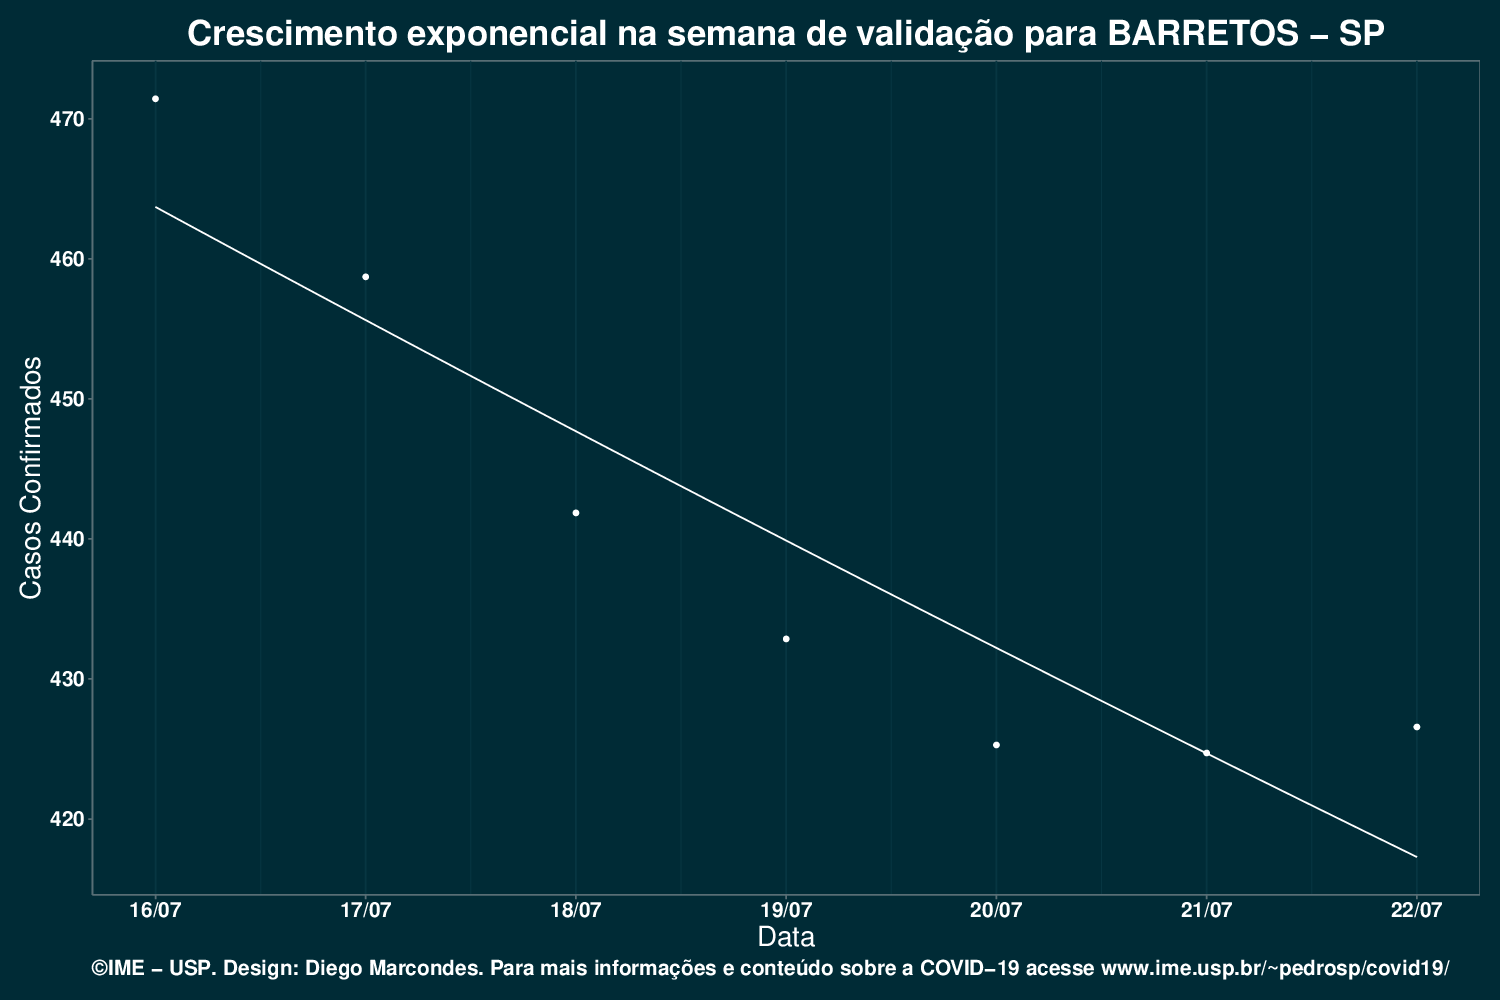 Crescimento exponencial na semana de validação para BARRETOS – SP
470
460
450
440
430
420
Casos Confirmados
16/07 17/07 18/07 19/07 20/07 21/07 22/07
Data
©IME – USP. Design: Diego Marcondes. Para mais informações e conteúdo sobre a COVID–19 acesse www.ime.usp.br/~pedrosp/covid19/